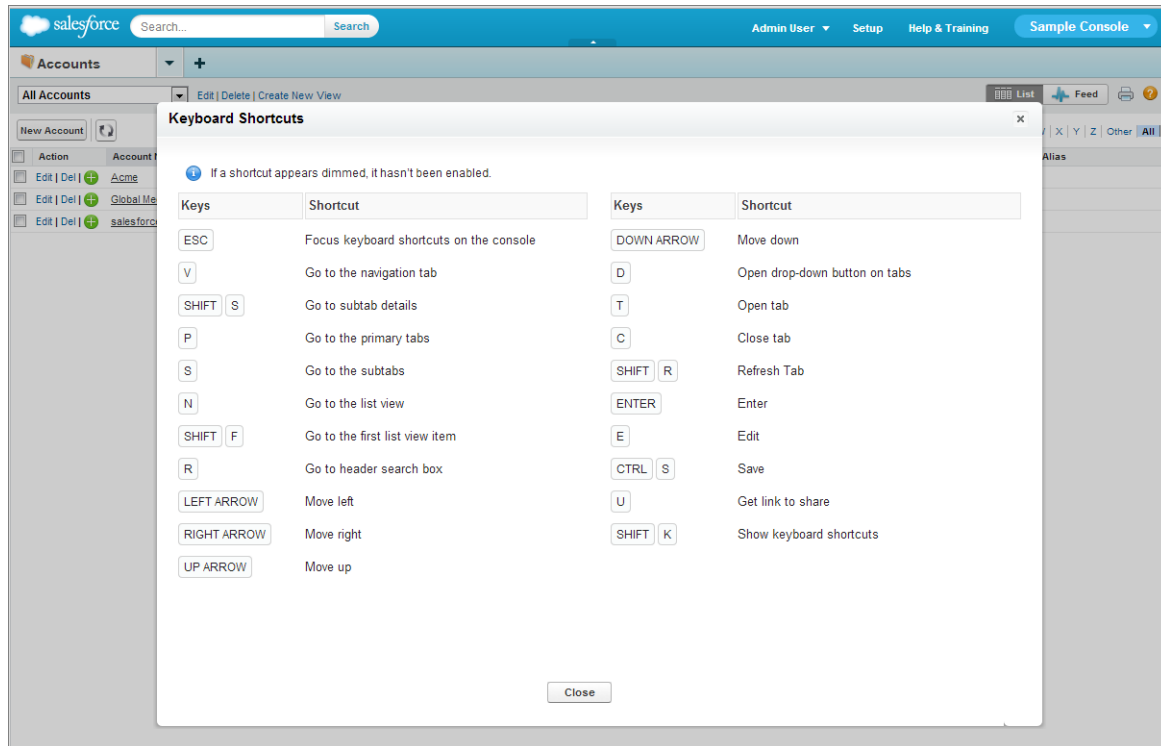 salesforce Search... Search Admin User Setup Help & Training Sample Console
Accounts
All Accounts Edit | Delete | Create New View List Feed
New Account X | Y | Z | Other All
Action Account Alias
Edit | Del | Acme
Edit | Del | Global
Edit | Del |
Keyboard Shortcuts
If a shortcut appears dimmed, it hasn't been enabled.
Keys Shortcut
ESC Focus keyboard shortcuts on the console
V Go to the navigation tab
SHIFT S Go to subtab details
P Go to the primary tabs
S Go to the subtabs
N Go to the list view
SHIFT F Go to the first list view item
R Go to header search box
LEFT ARROW Move left
RIGHT ARROW Move right
UP ARROW Move up
Keys Shortcut
DOWN ARROW Move down
D Open drop-down button on tabs
T Open tab
C Close tab
SHIFT R Refresh Tab
ENTER Enter
E Edit
CTRL S Save
U Get link to share
SHIFT K Show keyboard shortcuts
Close